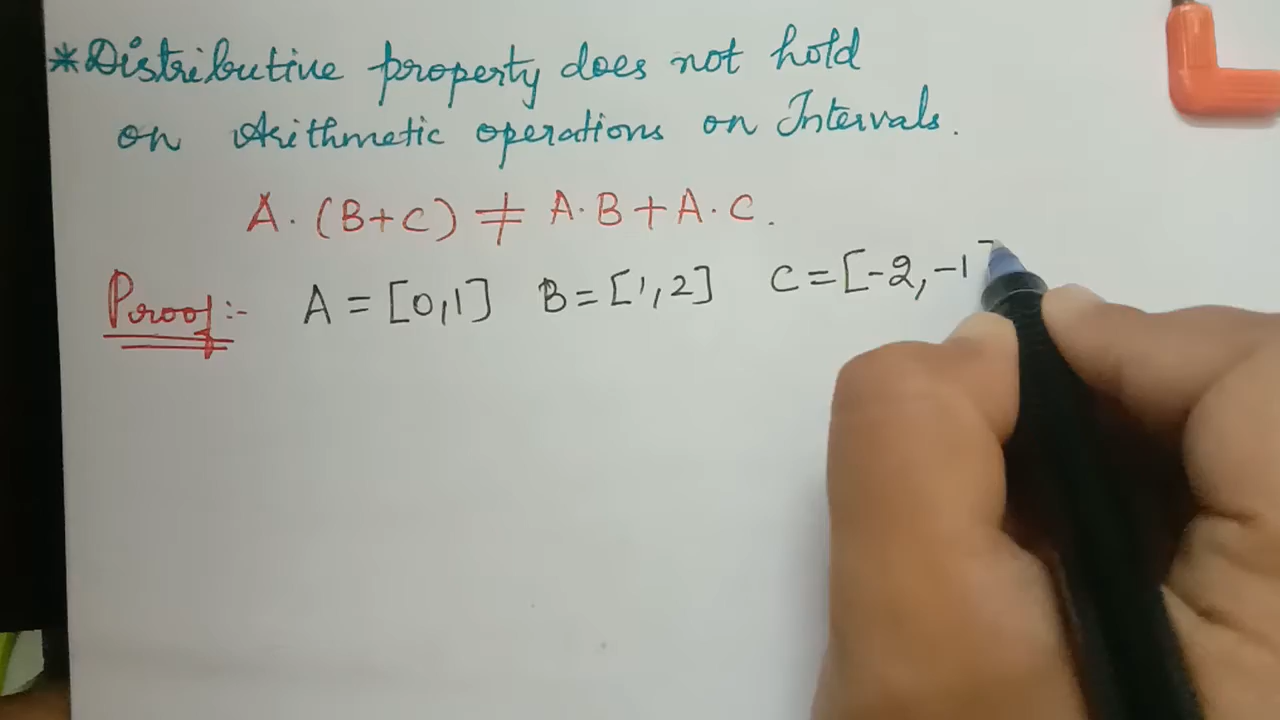 *Distributive property does not hold
on Arithmetic operations on Intervals.
A·(B+C) ≠ A·B+A·C.
Proof:- A=[0,1] B=[1,2] C=[-2,-1]